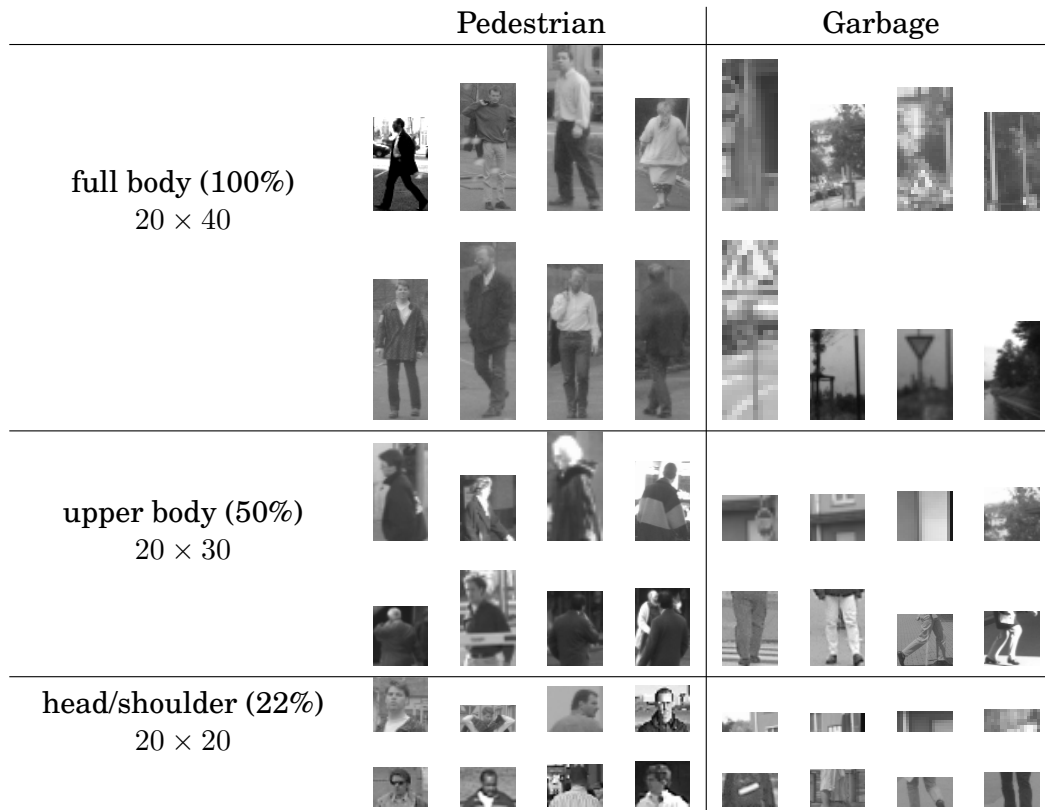 Pedestrian Garbage
full body (100%)
20 × 40
upper body (50%)
20 × 30
head/shoulder (22%)
20 × 20